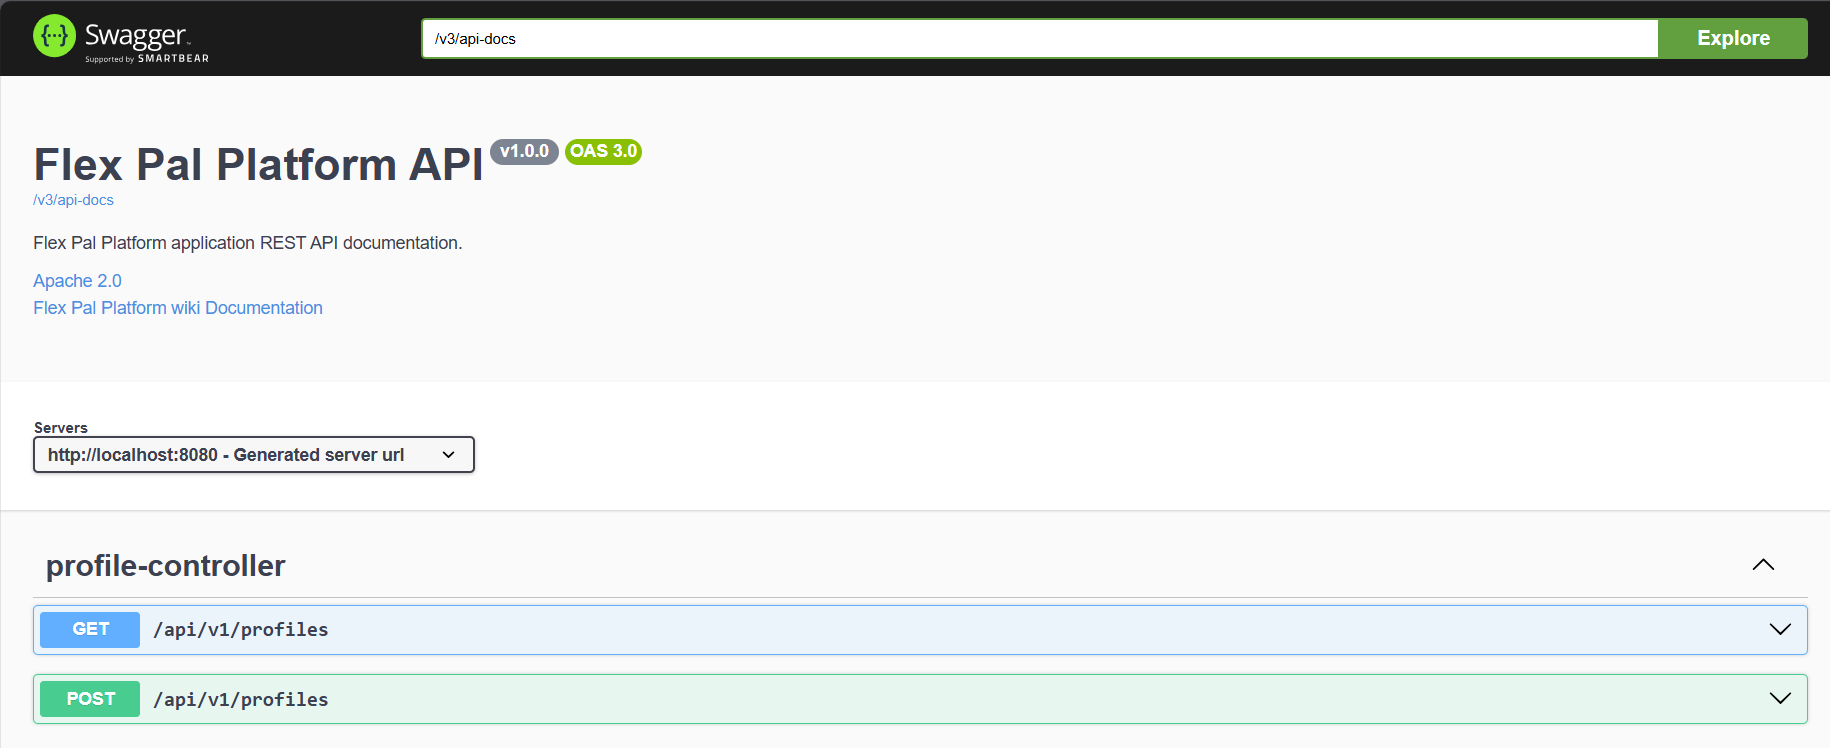 Swagger
Supported by SMARTBEAR
/v3/api-docs
Explore
Flex Pal Platform API v1.0.0 OAS 3.0
/v3/api-docs
Flex Pal Platform application REST API documentation.
Apache 2.0
Flex Pal Platform wiki Documentation
Servers
http://localhost:8080 - Generated server url
profile-controller
GET /api/v1/profiles
POST /api/v1/profiles